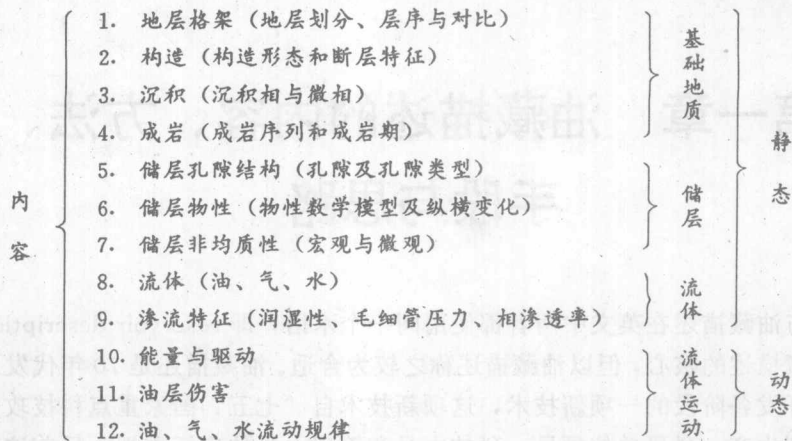 内容
1. 地层格架（地层划分、层序与对比）
2. 构造（构造形态和断层特征）
3. 沉积（沉积相与微相）
4. 成岩（成岩序列和成岩期）
5. 储层孔隙结构（孔隙及孔隙类型）
6. 储层物性（物性数学模型及纵横变化）
7. 储层非均质性（宏观与微观）
8. 流体（油、气、水）
9. 渗流特征（润湿性、毛细管压力、相渗透率）
10. 能量与驱动
11. 油层伤害
12. 油、气、水流动规律
基础地质
储层
流体
流体运动
静态
动态